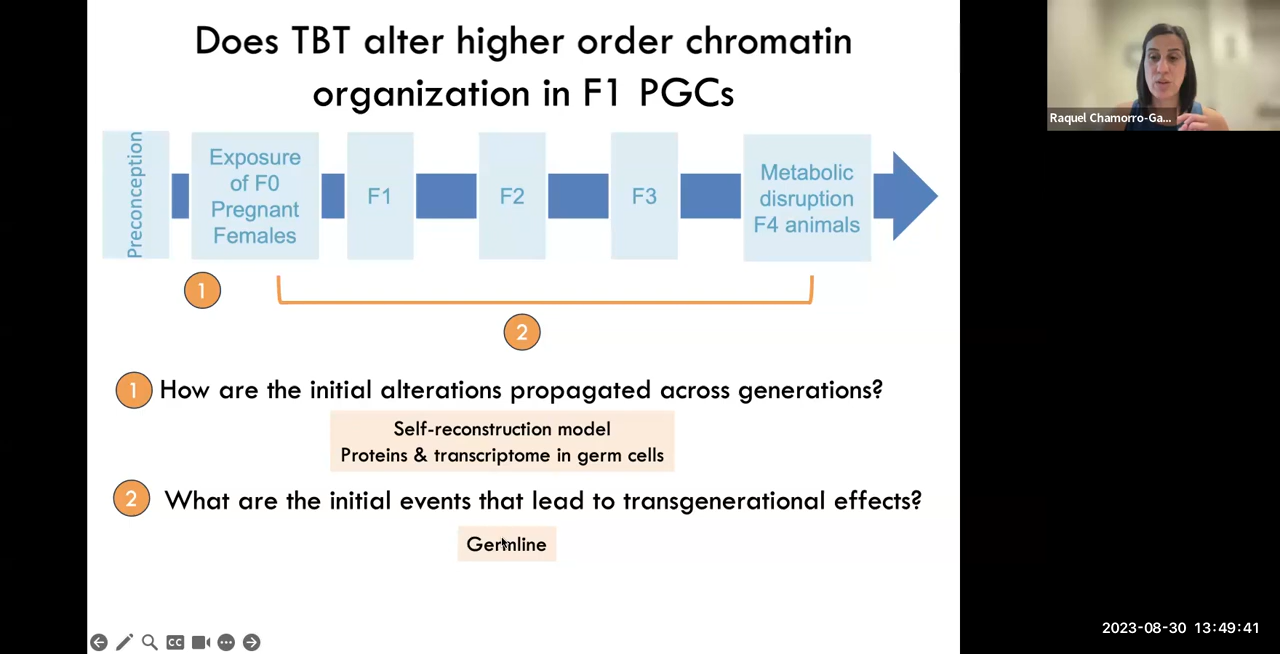 Does TBT alter higher order chromatin
organization in F1 PGCs
Preconception
Exposure
of F0
Pregnant
Females
F1
F2
F3
Metabolic
disruption
F4 animals
1
2
1 How are the initial alterations propagated across generations?
Self-reconstruction model
Proteins & transcriptome in germ cells
2 What are the initial events that lead to transgenerational effects?
Germline
CC
Raquel Chamorro-Ga...
2023-08-30 13:49:41